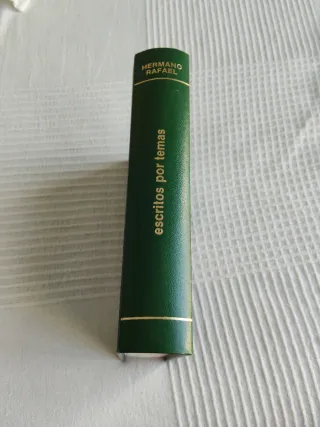 HERMANO
RAFAEL
escritos por temas